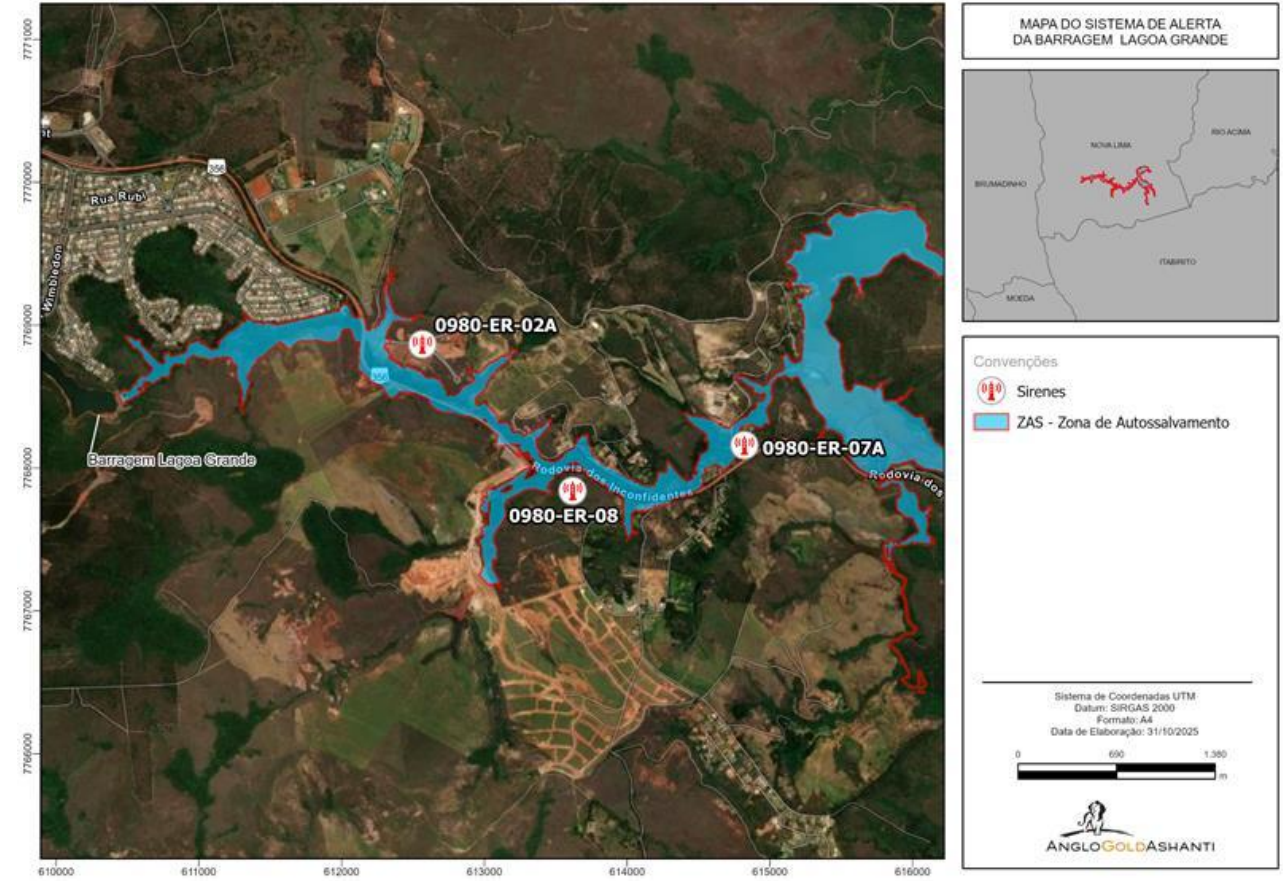 MAPA DO SISTEMA DE ALERTA
DA BARRAGEM LAGOA GRANDE
NOVA LIMA
RIO ACIMA
BRUMADINHO
ITABIRITO
MOEDA
7771000
7770000
7769000
7768000
7767000
7766000
nt
356
Rua Rubi
Wimbledon
0980-ER-02A
356
0980-ER-07A
Barragem Lagoa Grande
Rodovia dos Inconfidentes
Rodovia dos
0980-ER-08
610000
611000
612000
613000
614000
615000
616000
Convenções
Sirenes
ZAS - Zona de Autossalvamento
Sistema de Coordenadas UTM
Datum: SIRGAS 2000
Formato: A4
Data de Elaboração: 31/10/2025
0 690 1.380
m
ANGLOGOLDASHANTI